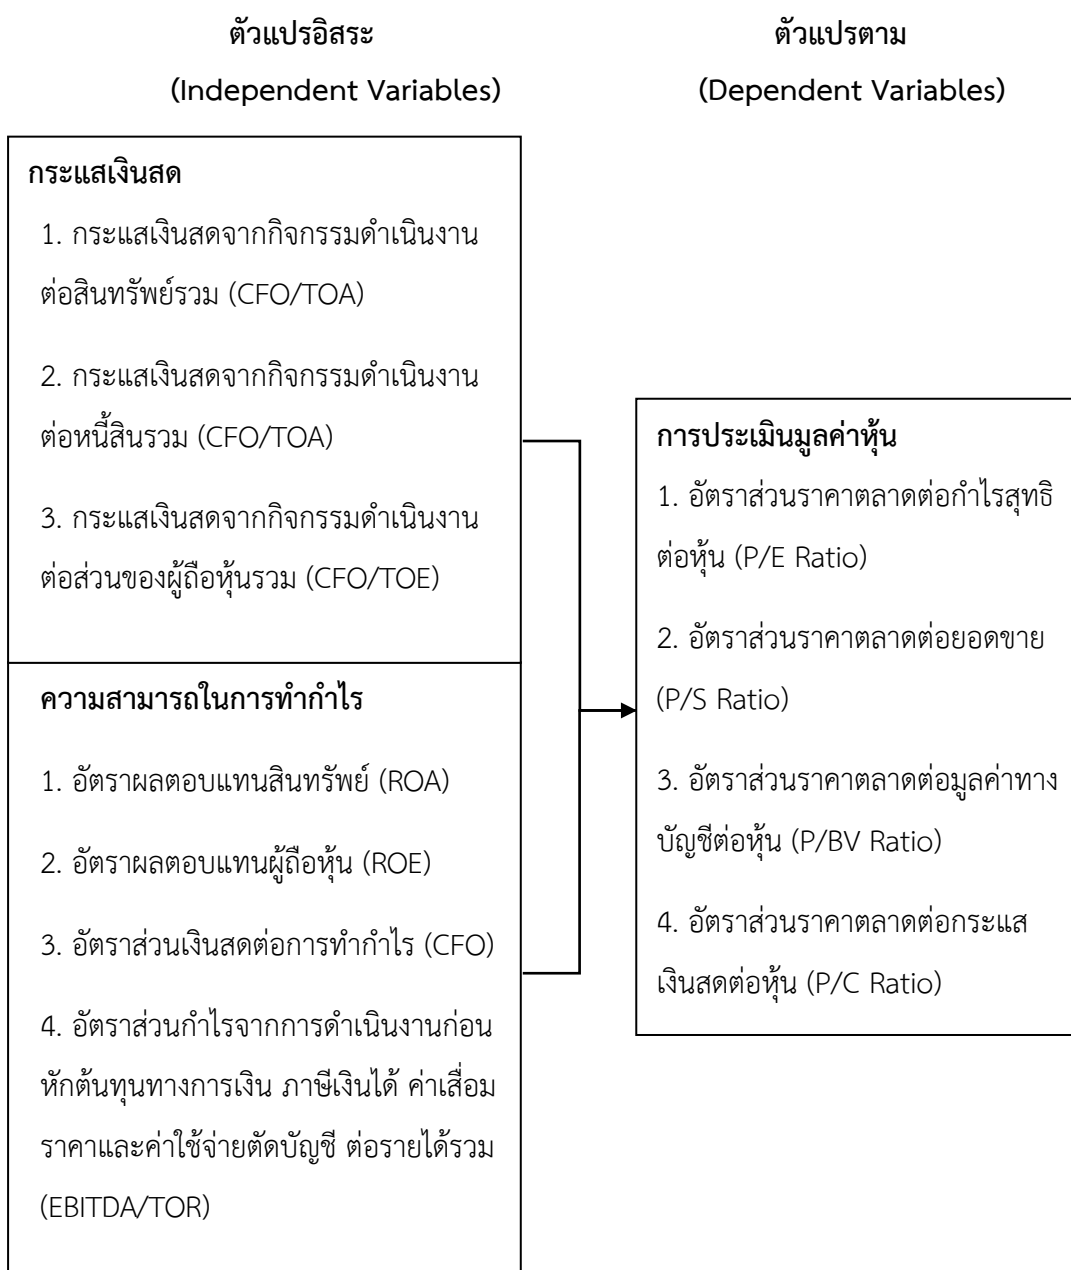 ตัวแปรอิสระ
(Independent Variables)
ตัวแปรตาม
(Dependent Variables)
กระแสเงินสด
1. กระแสเงินสดจากกิจกรรมดำเนินงาน
ต่อสินทรัพย์รวม (CFO/TOA)
2. กระแสเงินสดจากกิจกรรมดำเนินงาน
ต่อหนี้สินรวม (CFO/TOA)
3. กระแสเงินสดจากกิจกรรมดำเนินงาน
ต่อส่วนของผู้ถือหุ้นรวม (CFO/TOE)
ความสามารถในการทำกำไร
1. อัตราผลตอบแทนสินทรัพย์ (ROA)
2. อัตราผลตอบแทนผู้ถือหุ้น (ROE)
3. อัตราส่วนเงินสดต่อการทำกำไร (CFO)
4. อัตราส่วนกำไรจากการดำเนินงานก่อน
หักต้นทุนทางการเงิน ภาษีเงินได้ ค่าเสื่อม
ราคาและค่าใช้จ่ายตัดบัญชี ต่อรายได้รวม
(EBITDA/TOR)
การประเมินมูลค่าหุ้น
1. อัตราส่วนราคาตลาดต่อกำไรสุทธิ
ต่อหุ้น (P/E Ratio)
2. อัตราส่วนราคาตลาดต่อยอดขาย
(P/S Ratio)
3. อัตราส่วนราคาตลาดต่อมูลค่าทาง
บัญชีต่อหุ้น (P/BV Ratio)
4. อัตราส่วนราคาตลาดต่อกระแส
เงินสดต่อหุ้น (P/C Ratio)